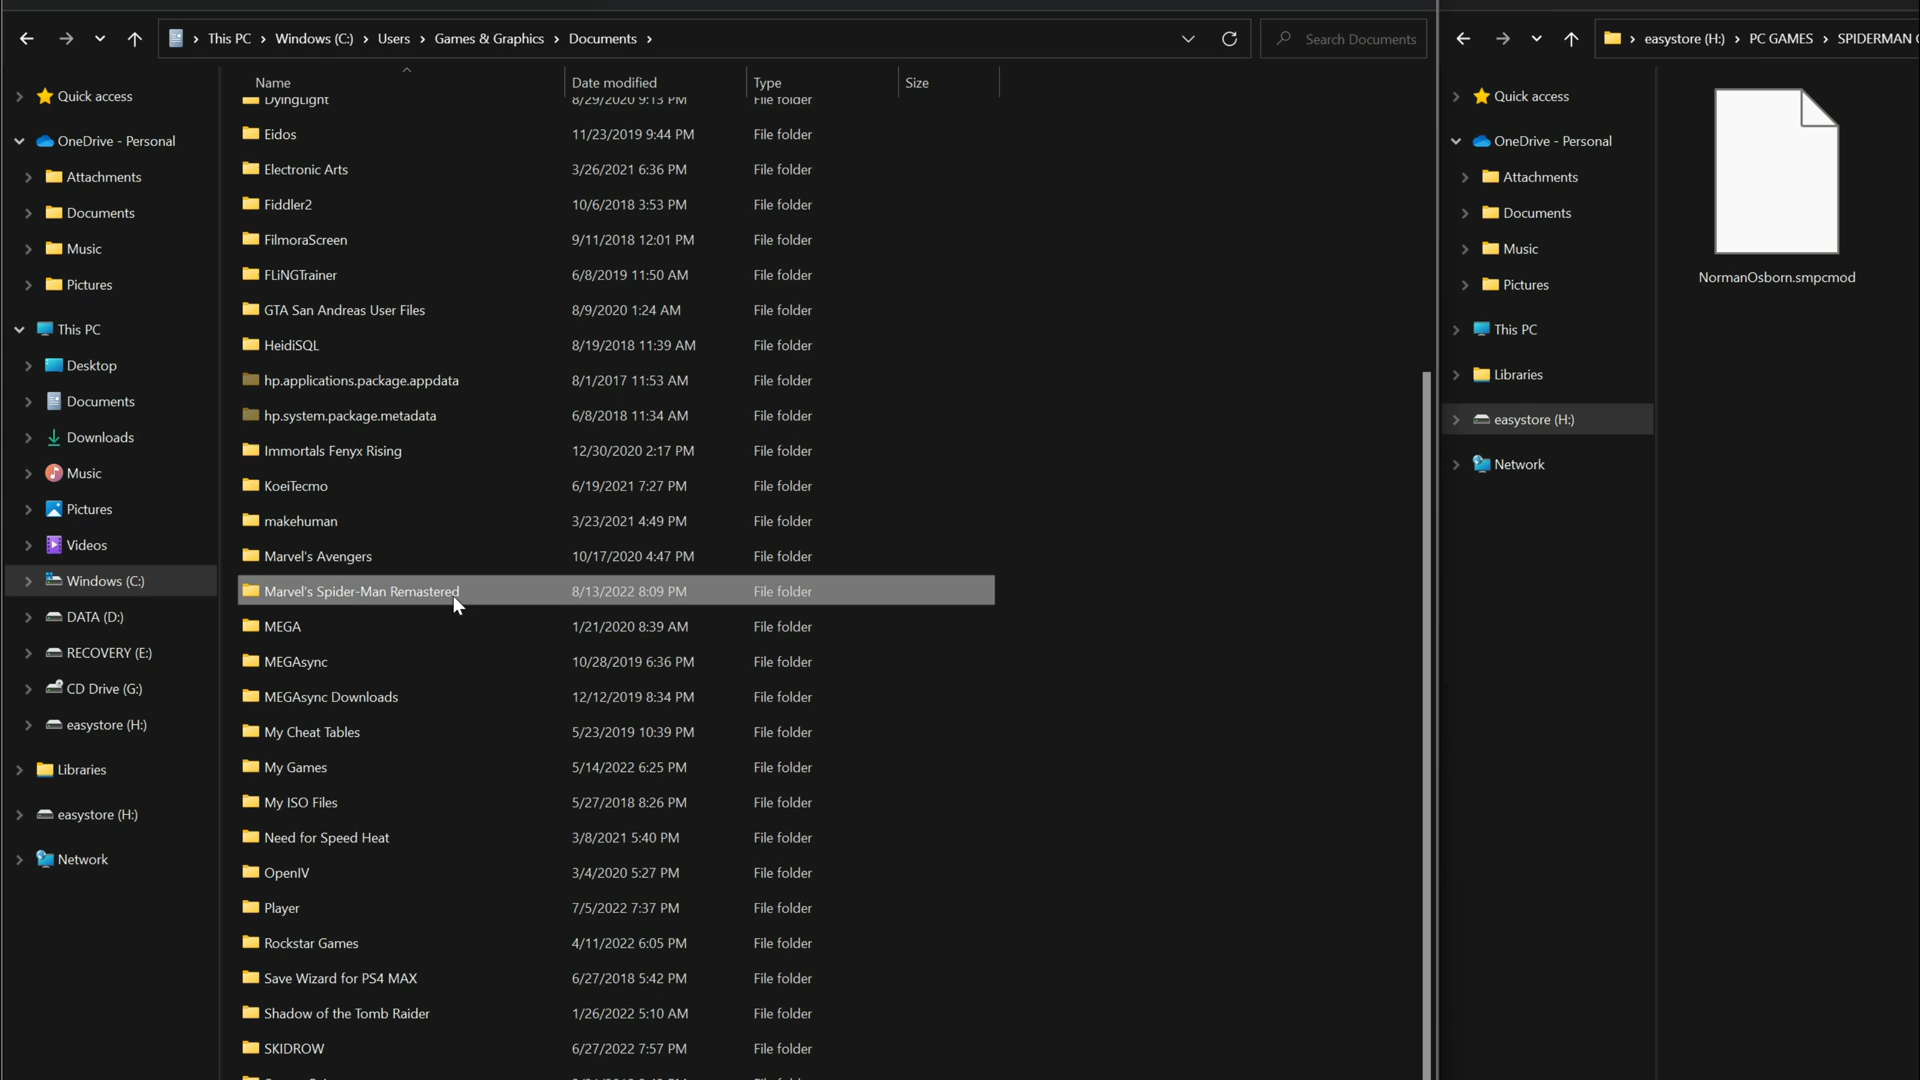 This PC > Windows (C:) > Users > Games & Graphics > Documents >
Search Documents
Quick access
OneDrive - Personal
Attachments
Documents
Music
Pictures
This PC
Desktop
Documents
Downloads
Music
Pictures
Videos
Windows (C:)
DATA (D:)
RECOVERY (E:)
CD Drive (G:)
easystore (H:)
Libraries
easystore (H:)
Network
Name Date modified Type Size
DyingLight 8/29/2020 9:13 PM File folder
Eidos 11/23/2019 9:44 PM File folder
Electronic Arts 3/26/2021 6:36 PM File folder
Fiddler2 10/6/2018 3:53 PM File folder
FilmoraScreen 9/11/2018 12:01 PM File folder
FLiNGTrainer 6/8/2019 11:50 AM File folder
GTA San Andreas User Files 8/9/2020 1:24 AM File folder
HeidiSQL 8/19/2018 11:39 AM File folder
hp.applications.package.appdata 8/1/2017 11:53 AM File folder
hp.system.package.metadata 6/8/2018 11:34 AM File folder
Immortals Fenyx Rising 12/30/2020 2:17 PM File folder
KoeiTecmo 6/19/2021 7:27 PM File folder
makehuman 3/23/2021 4:49 PM File folder
Marvel's Avengers 10/17/2020 4:47 PM File folder
Marvel's Spider-Man Remastered 8/13/2022 8:09 PM File folder
MEGA 1/21/2020 8:39 AM File folder
MEGAsync 10/28/2019 6:36 PM File folder
MEGAsync Downloads 12/12/2019 8:34 PM File folder
My Cheat Tables 5/23/2019 10:39 PM File folder
My Games 5/14/2022 6:25 PM File folder
My ISO Files 5/27/2018 8:26 PM File folder
Need for Speed Heat 3/8/2021 5:40 PM File folder
OpenIV 3/4/2020 5:27 PM File folder
Player 7/5/2022 7:37 PM File folder
Rockstar Games 4/11/2022 6:05 PM File folder
Save Wizard for PS4 MAX 6/27/2018 5:42 PM File folder
Shadow of the Tomb Raider 1/26/2022 5:10 AM File folder
SKIDROW 6/27/2022 7:57 PM File folder
> easystore (H:) > PC GAMES > SPIDERMAN
Quick access
OneDrive - Personal
Attachments
Documents
Music
Pictures
This PC
Libraries
easystore (H:)
Network
NormanOsborn.smpcmod